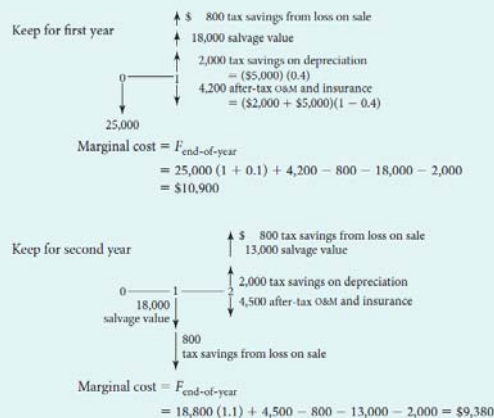 $ 800 tax savings from loss on sale
Keep for first year
18,000 salvage value
2,000 tax savings on depreciation
= ($5,000) (0.4)
0 1
4,200 after-tax O&M and insurance
= ($2,000 + $5,000)(1 − 0.4)
25,000
Marginal cost = Fend-of-year
= 25,000 (1 + 0.1) + 4,200 − 800 − 18,000 − 2,000
= $10,900
$ 800 tax savings from loss on sale
Keep for second year
13,000 salvage value
2,000 tax savings on depreciation
0 1 2
18,000
4,500 after-tax O&M and insurance
salvage value
800
tax savings from loss on sale
Marginal cost = Fend-of-year
= 18,800 (1.1) + 4,500 − 800 − 13,000 − 2,000 = $9,380